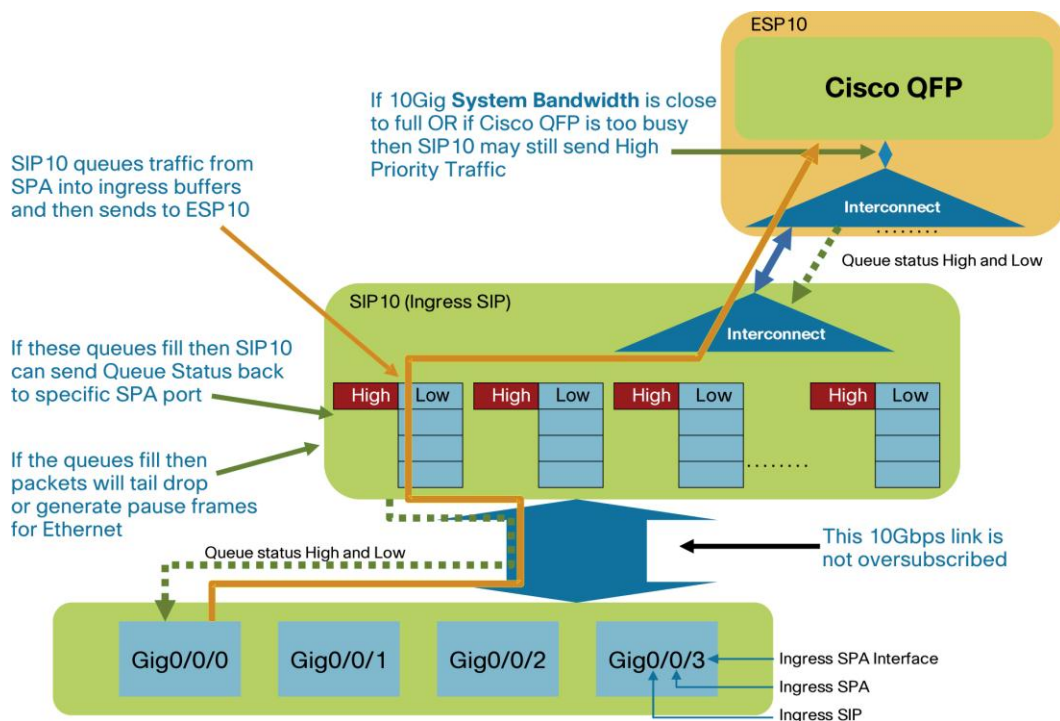 ESP10
Cisco QFP
If 10Gig System Bandwidth is close
to full OR if Cisco QFP is too busy
then SIP10 may still send High
Priority Traffic
SIP10 queues traffic from
SPA into ingress buffers
and then sends to ESP10
Interconnect
........
Queue status High and Low
SIP10 (Ingress SIP)
Interconnect
If these queues fill then SIP10
can send Queue Status back
to specific SPA port
High Low High Low High Low High Low
........
If the queues fill then
packets will tail drop
or generate pause frames
for Ethernet
Queue status High and Low
This 10Gbps link is
not oversubscribed
Gig0/0/0 Gig0/0/1 Gig0/0/2 Gig0/0/3
Ingress SPA Interface
Ingress SPA
Ingress SIP